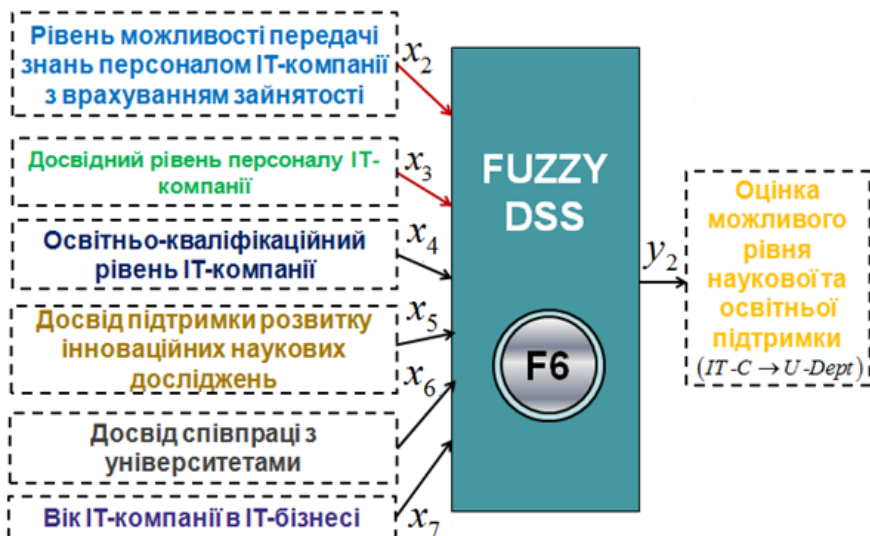 Рівень можливості передачі
знань персоналом ІТ-компанії
з врахуванням зайнятості
x₂
Досвідний рівень персоналу ІТ-
компанії
x₃
Освітньо-кваліфікаційний
рівень ІТ-компанії
x₄
Досвід підтримки розвитку
інноваційних наукових
досліджень
x₅
Досвід співпраці з
університетами
x₆
Вік ІТ-компанії в ІТ-бізнесі
x₇
FUZZY
DSS
F6
y₂
Оцінка
можливого
рівня
наукової та
освітньої
підтримки
(IT-C → U-Dept)